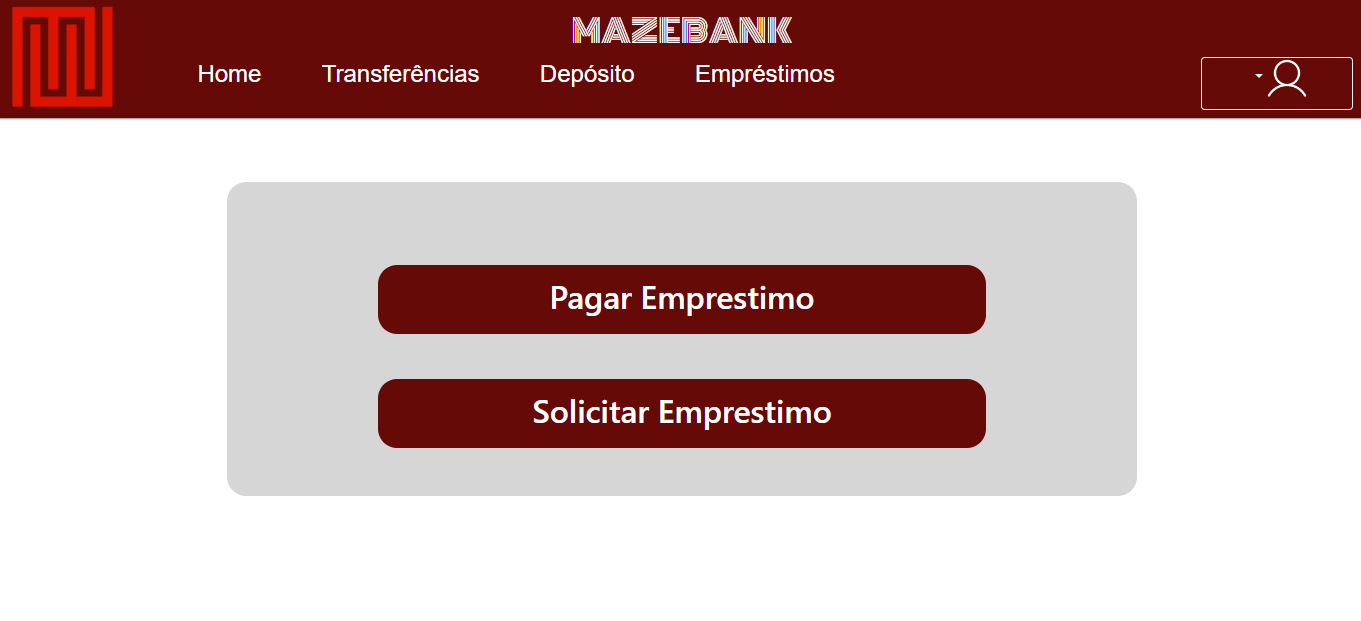 MAZEBANK
Home Transferências Depósito Empréstimos
Pagar Emprestimo
Solicitar Emprestimo